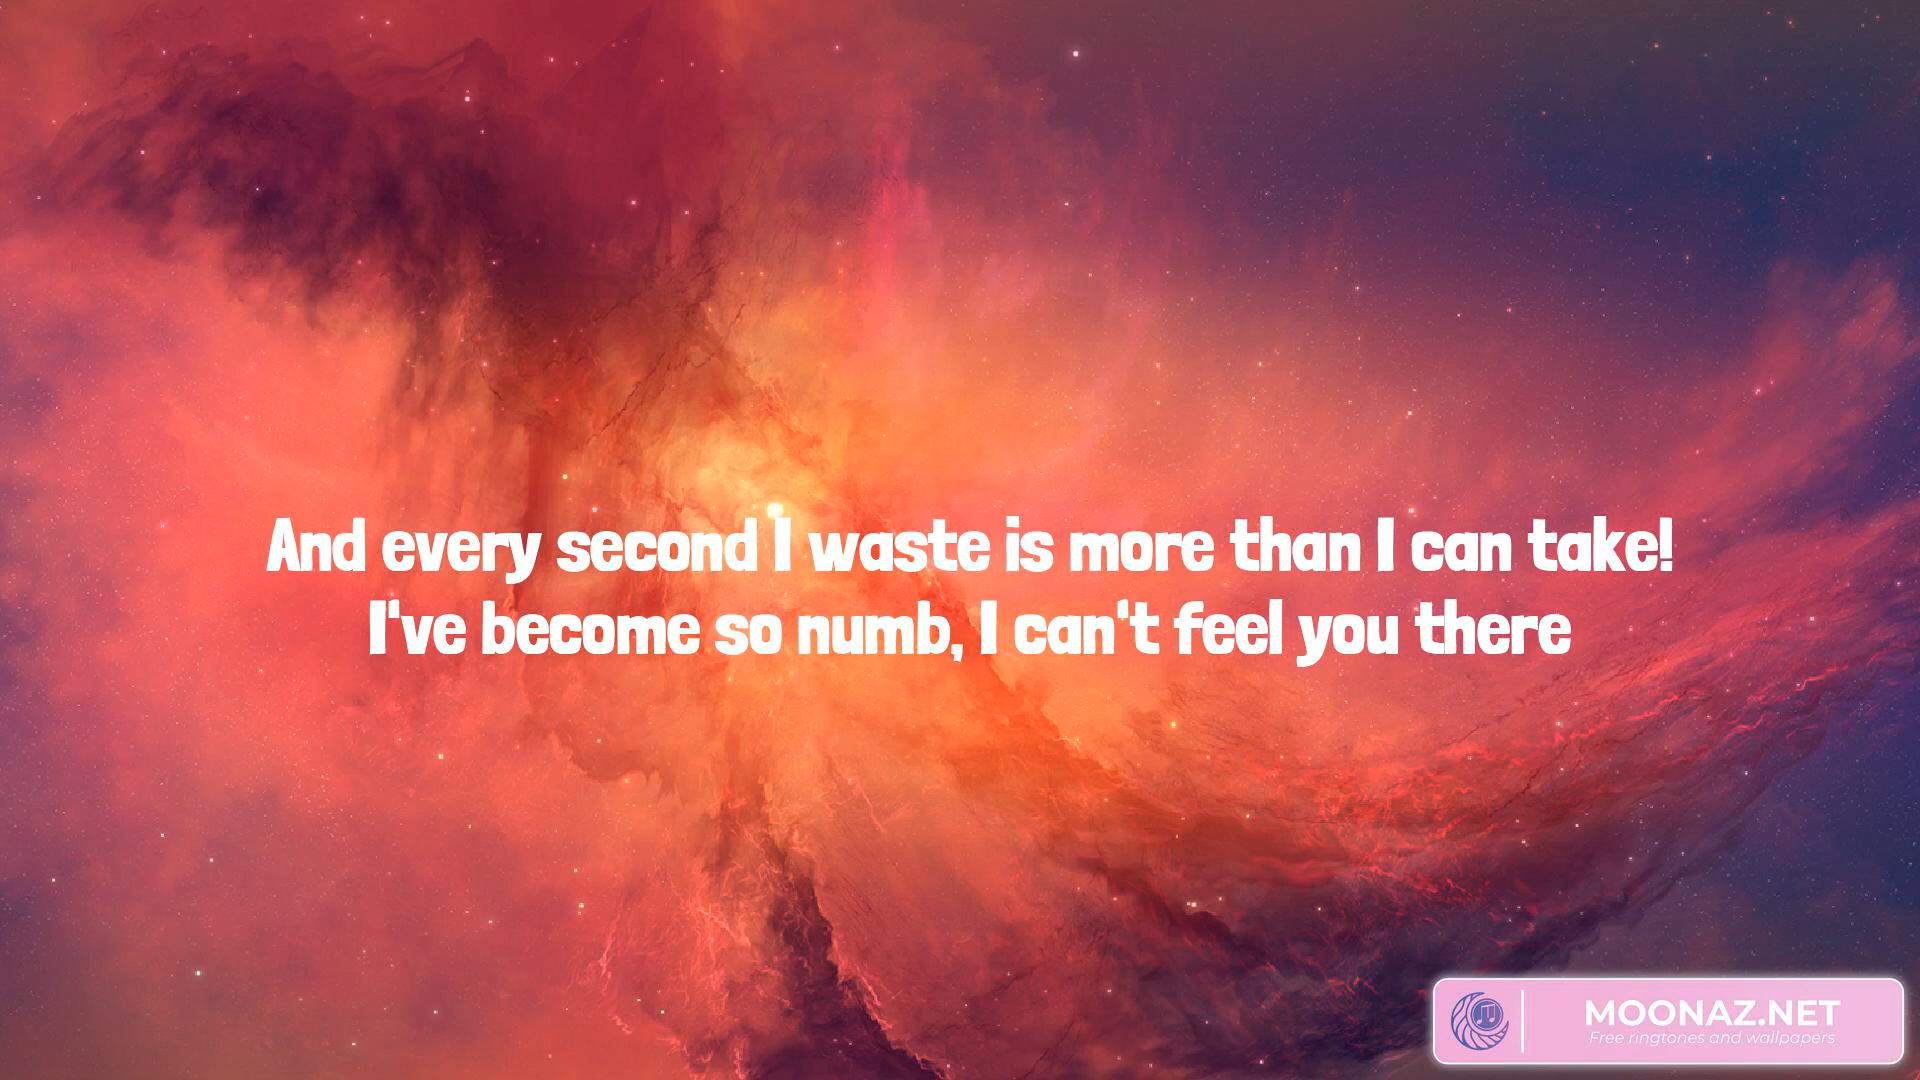 And every second I waste is more than I can take!
I've become so numb, I can't feel you there
MOONAZ.NET
Free ringtones and wallpapers